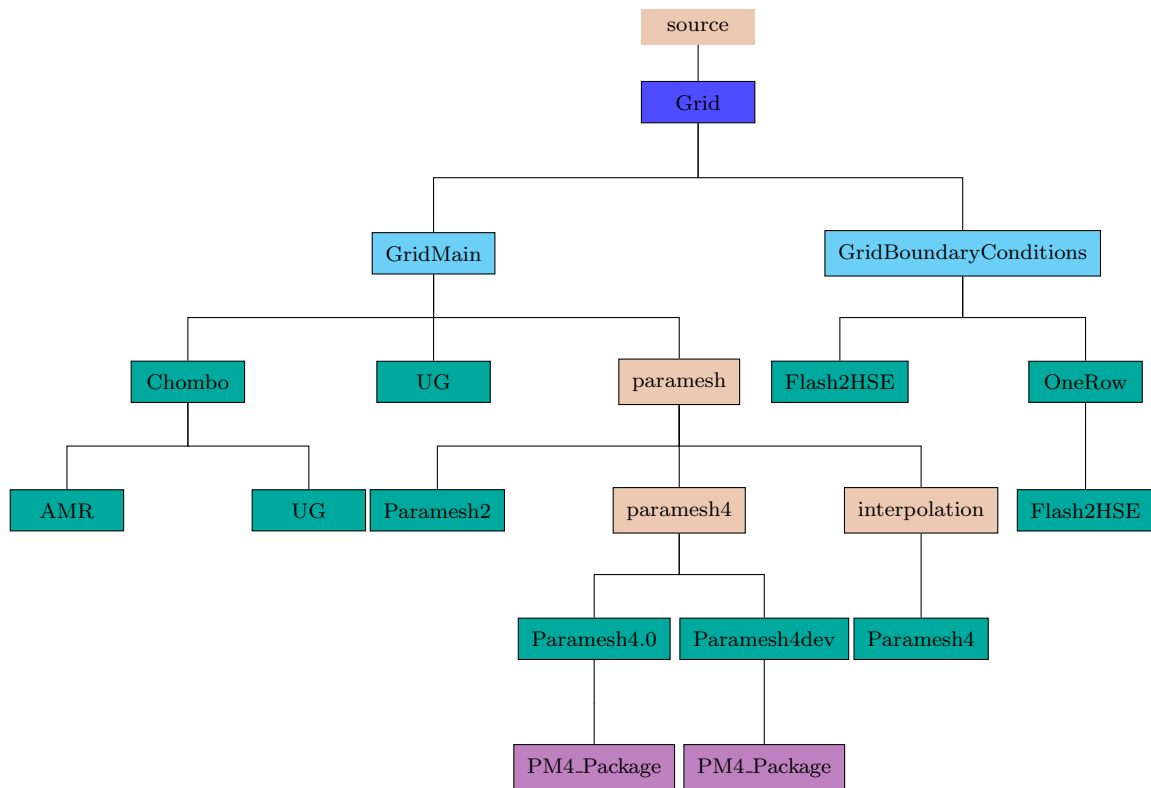 source
Grid
GridMain
GridBoundaryConditions
Chombo
UG
paramesh
Flash2HSE
OneRow
AMR
UG
Paramesh2
paramesh4
interpolation
Flash2HSE
Paramesh4.0
Paramesh4dev
Paramesh4
PM4_Package
PM4_Package